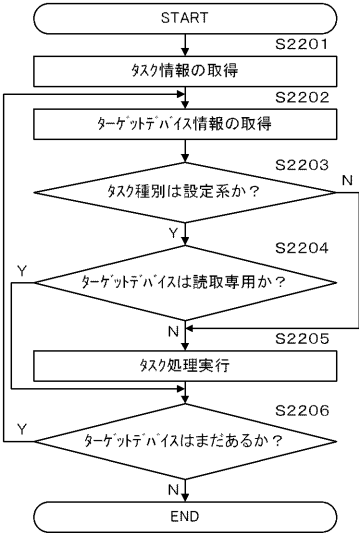 START
S2201
タスク情報の取得
S2202
ターゲットデバイス情報の取得
S2203
タスク種別は設定系か？
N
Y
S2204
Y
ターゲットデバイスは読取専用か？
N
S2205
タスク処理実行
S2206
Y
ターゲットデバイスはまだあるか？
N
END